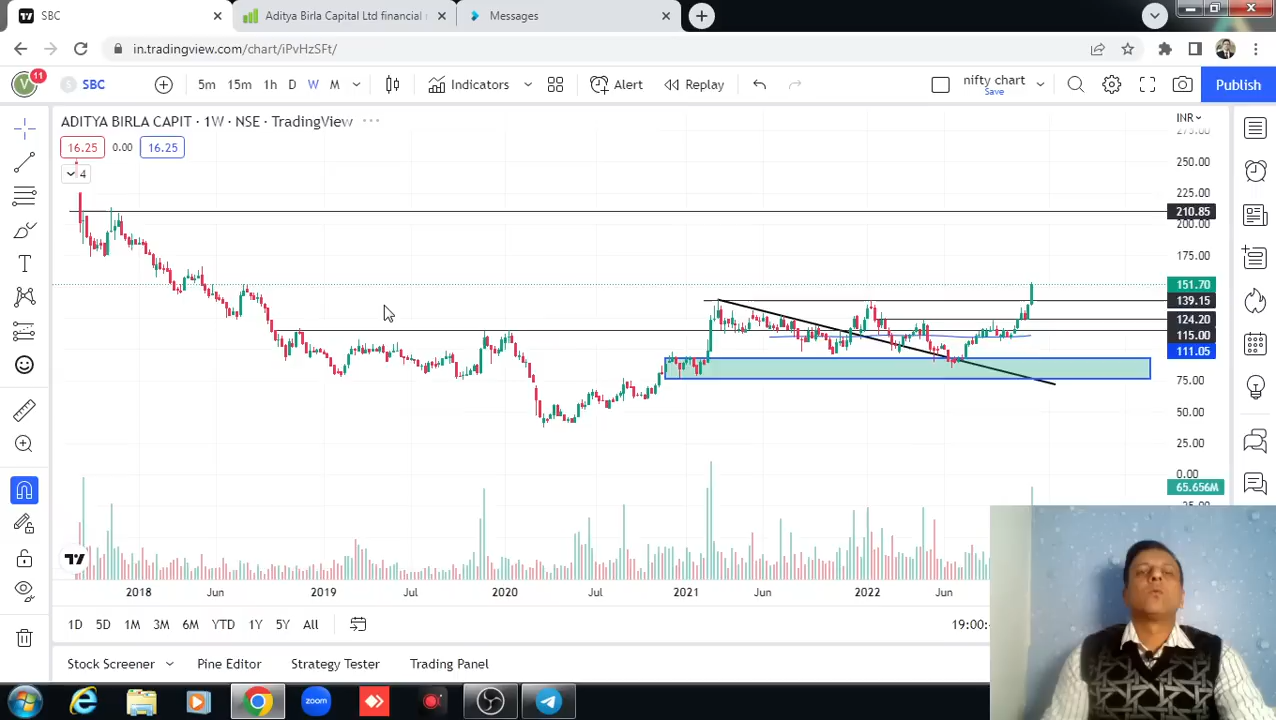 SBC
Aditya Birla Capital Ltd financial
Messages
in.tradingview.com/chart/iPvHzSFt/
V 11 SBC 5m 15m 1h D W M Indicators Alert Replay nifty chart Save Publish
ADITYA BIRLA CAPIT · 1W · NSE · TradingView
INR
16.25 0.00 16.25
4
275.00
250.00
225.00
210.85
200.00
175.00
151.70
139.15
124.20
115.00
111.05
75.00
50.00
25.00
0.00
65.656M
2018 Jun 2019 Jul 2020 Jul 2021 Jun 2022 Jun
1D 5D 1M 3M 6M YTD 1Y 5Y All
Stock Screener Pine Editor Strategy Tester Trading Panel
zoom